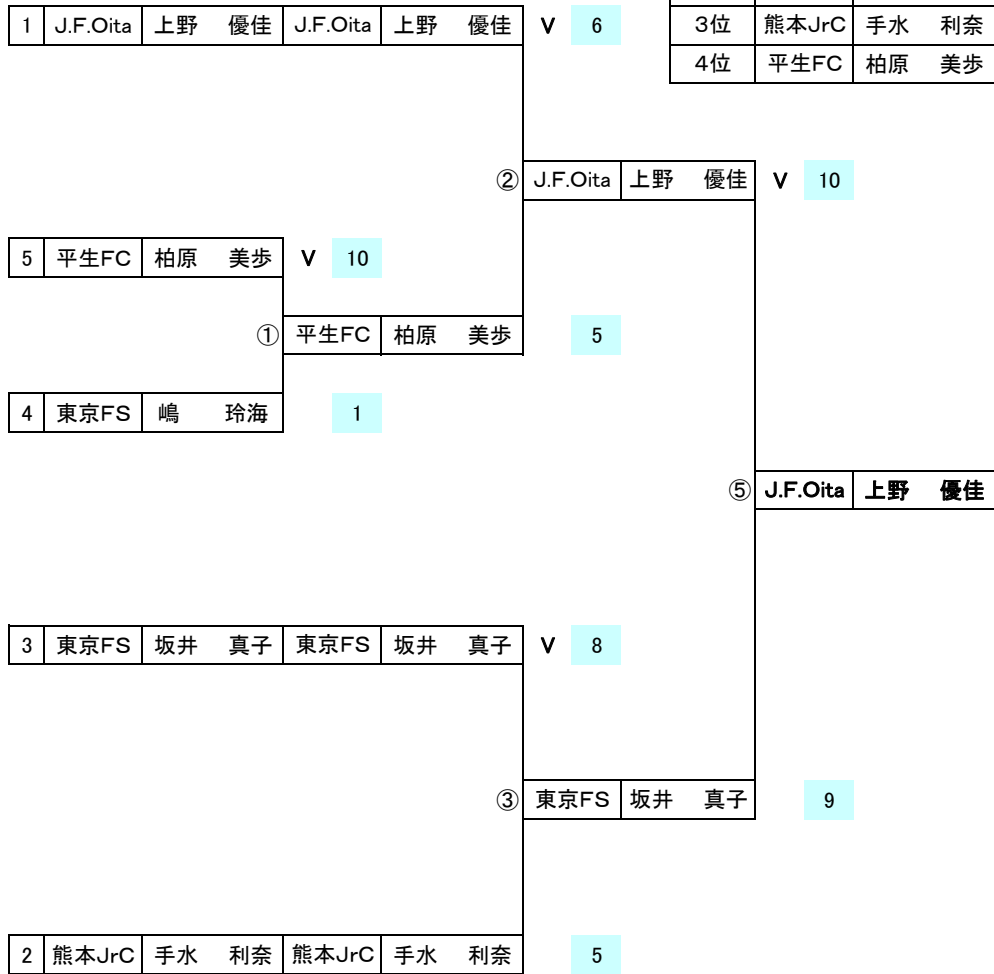 1 J.F.Oita 上野 優佳 J.F.Oita 上野 優佳 V 6 3位 熊本JrC 手水 利奈
4位 平生FC 柏原 美歩
② J.F.Oita 上野 優佳 V 10
5 平生FC 柏原 美歩 V 10
① 平生FC 柏原 美歩 5
4 東京FS 嶋 玲海 1
⑤ J.F.Oita 上野 優佳
3 東京FS 坂井 真子 東京FS 坂井 真子 V 8
③ 東京FS 坂井 真子 9
2 熊本JrC 手水 利奈 熊本JrC 手水 利奈 5